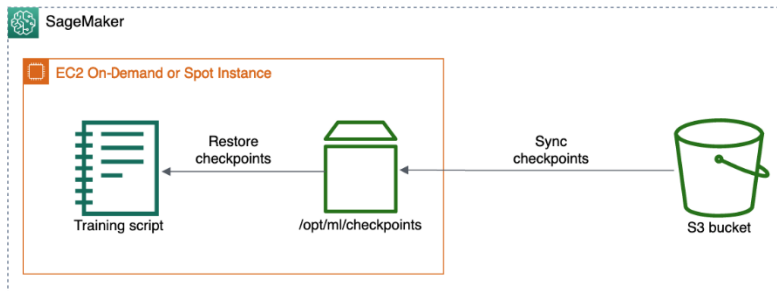 SageMaker
EC2 On-Demand or Spot Instance
Restore
checkpoints
Sync
checkpoints
Training script
/opt/ml/checkpoints
S3 bucket